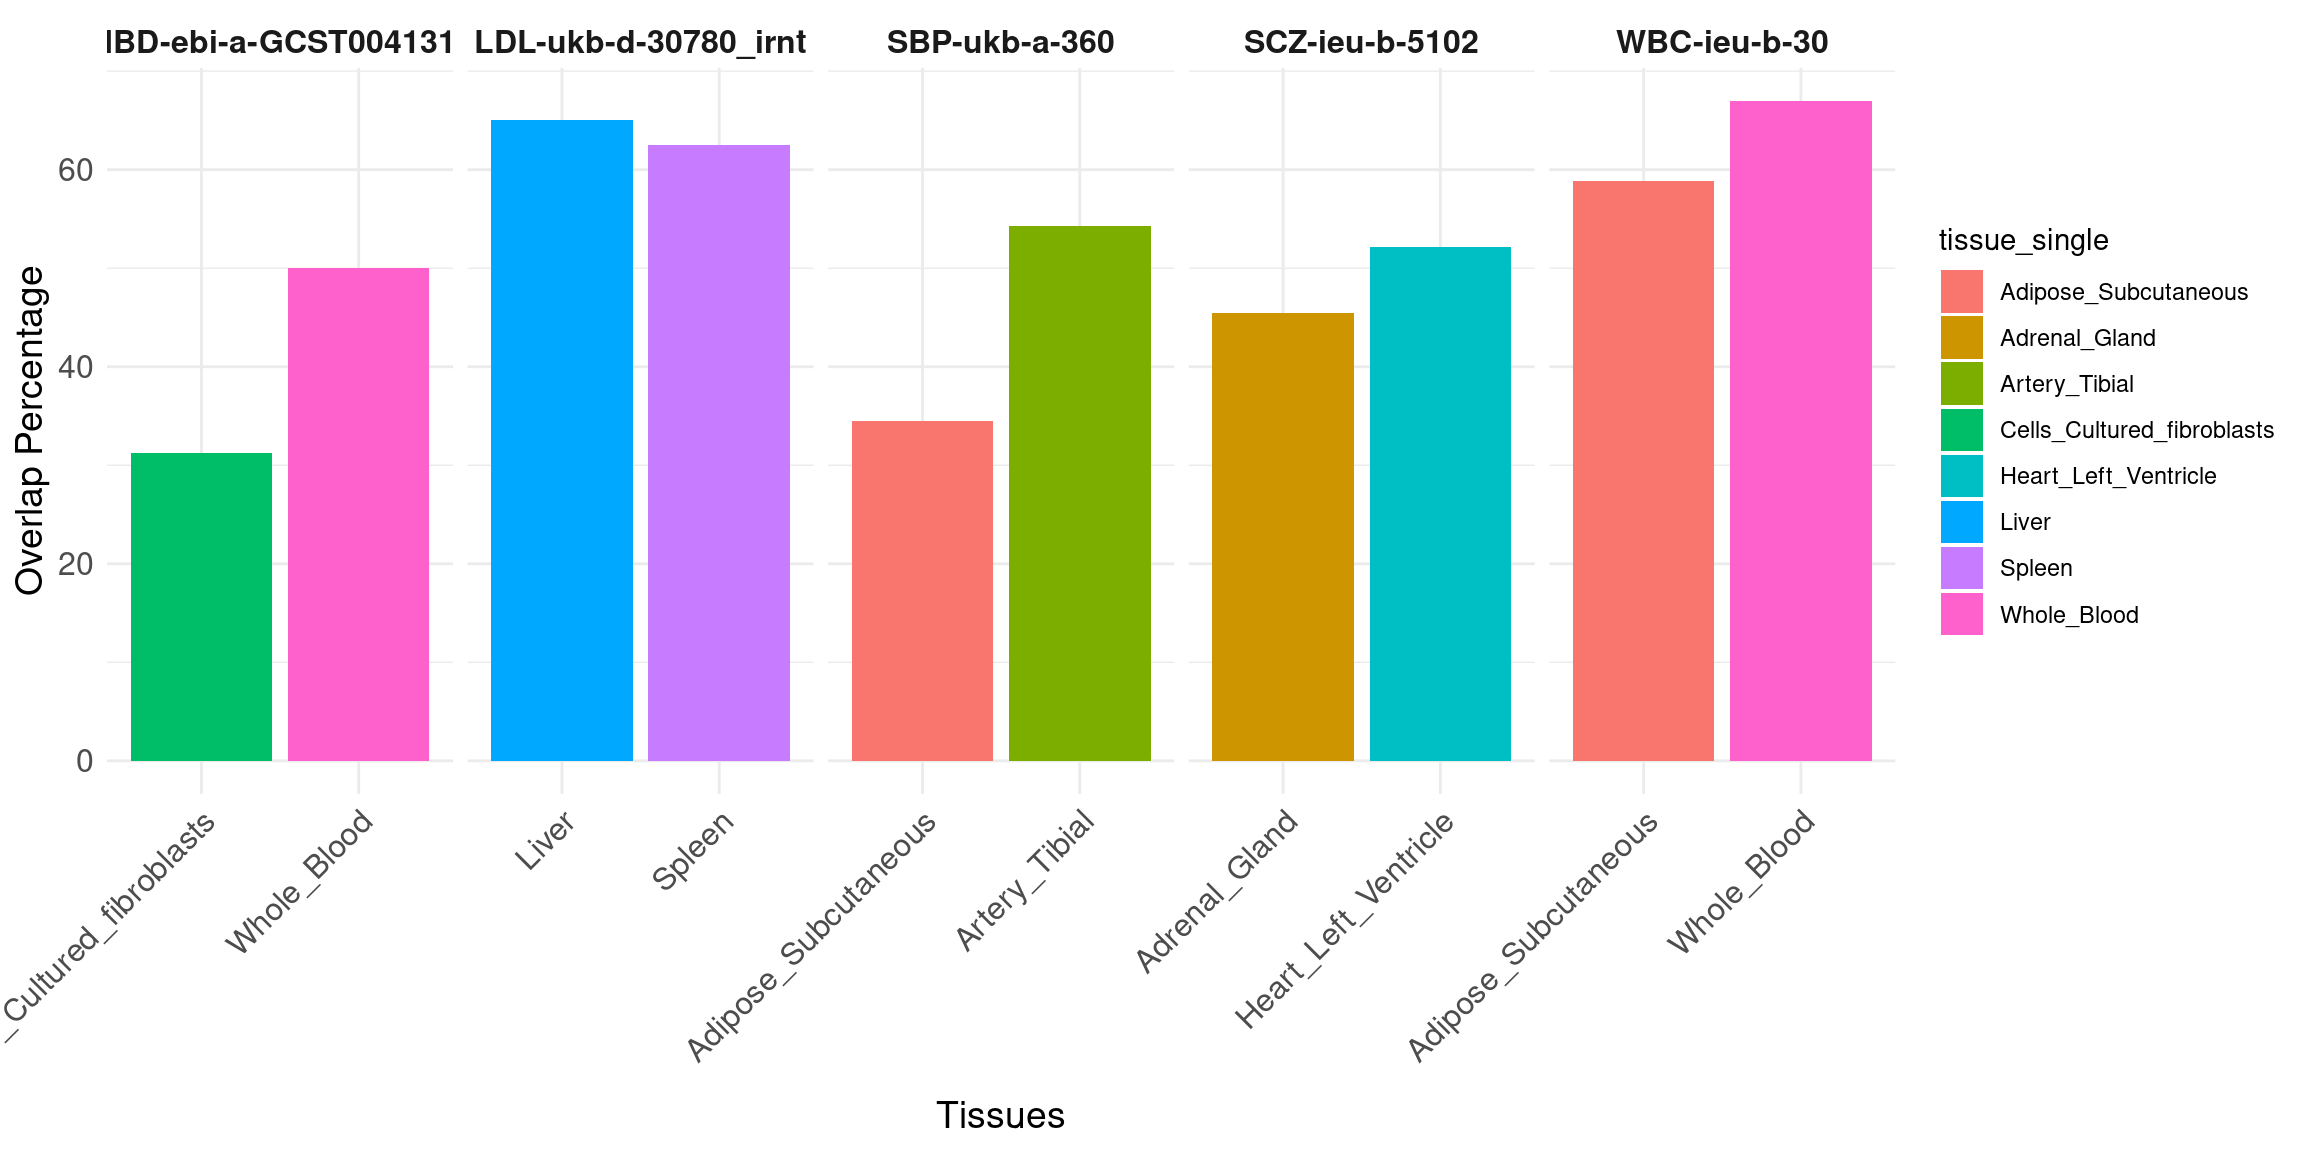 IBD-ebi-a-GCST004131 LDL-ukb-d-30780_irnt SBP-ukb-a-360 SCZ-ieu-b-5102 WBC-ieu-b-30
Overlap Percentage
60
40
20
0
_Cultured_fibroblasts
Whole_Blood
Liver
Spleen
Adipose_Subcutaneous
Artery_Tibial
Adrenal_Gland
Heart_Left_Ventricle
Adipose_Subcutaneous
Whole_Blood
Tissues
tissue_single
Adipose_Subcutaneous
Adrenal_Gland
Artery_Tibial
Cells_Cultured_fibroblasts
Heart_Left_Ventricle
Liver
Spleen
Whole_Blood